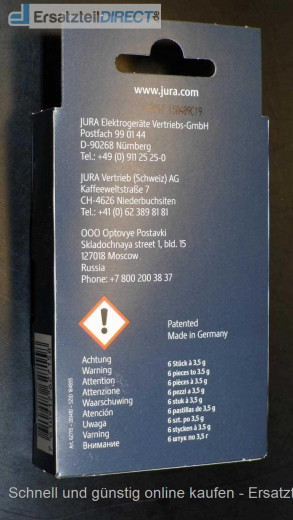 ErsatzteilDIRECT.de
www.jura.com
JURA Elektrogeräte Vertriebs-GmbH
Postfach 99 01 44
D-90268 Nürnberg
Tel.: +49 (0) 911 25 25-0
JURA Vertrieb (Schweiz) AG
Kaffeeweltstraße 7
CH-4626 Niederbuchsiten
Tel.: +41 (0) 62 389 81 81
OOO Optovye Postavki
Skladochnaya street 1, bld. 15
127018 Moscow
Russia
Phone: +7 800 200 38 37
Patented
Made in Germany
Achtung
Warning
Attention
Attenzione
Waarschuwing
Atención
Uwaga
Varning
Внимание
6 Stück à 3,5 g
6 pieces to 3,5 g
6 pièces à 3,5 g
6 pezzi a 3,5 g
6 stuk à 3,5 g
6 pastillas de 3,5 g
6 szt. po 3,5 g
6 stycken à 3,5 g
6 штук по 3,5 г
Schnell und günstig online kaufen - Ersatzt